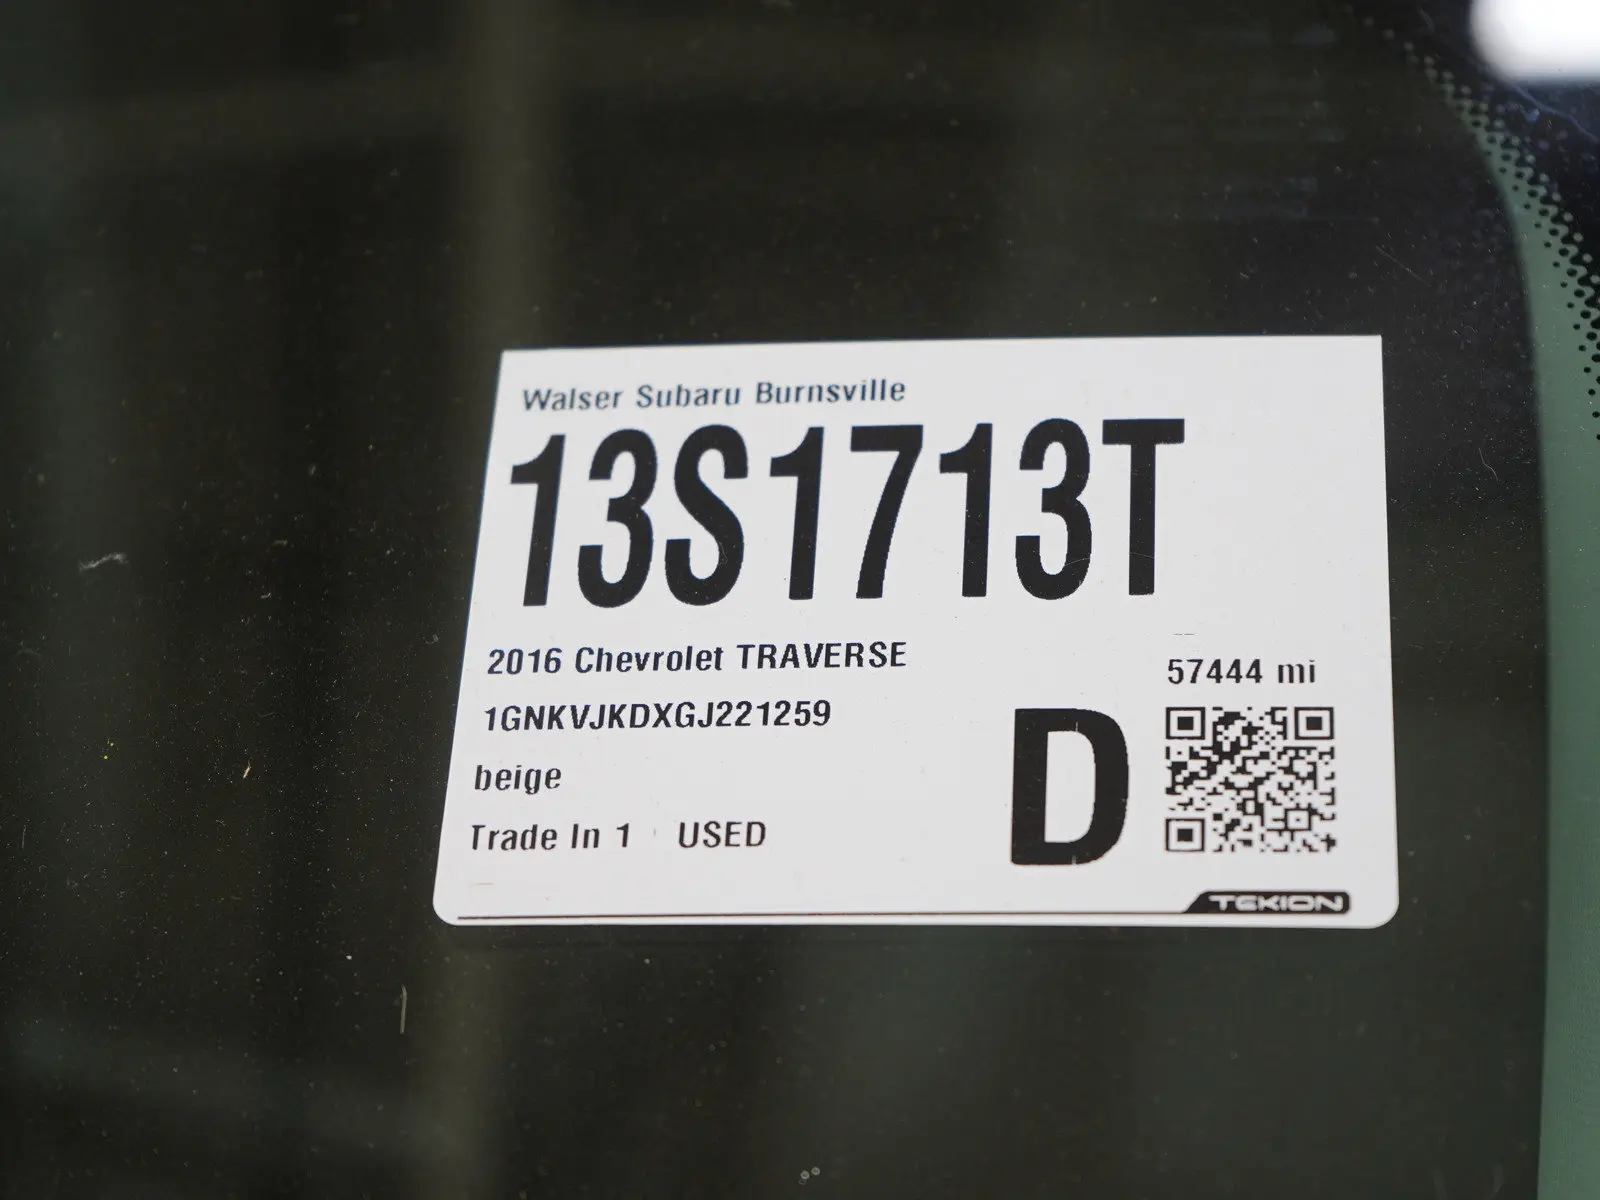 Walser Subaru Burnsville
13S1713T
2016 Chevrolet TRAVERSE
57444 mi
1GNKVJKDXGJ221259
beige
D
Trade In 1 USED
TEKION